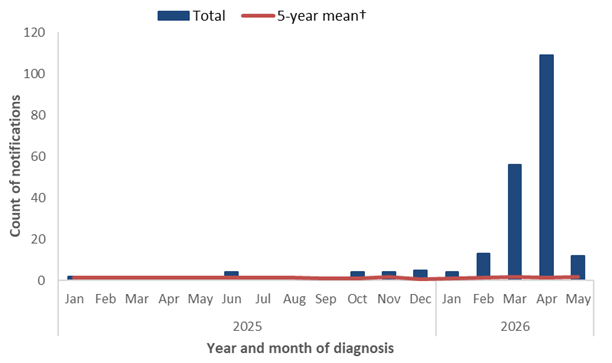 Total 5-year mean†
120
100
80
60
40
20
0
Count of notifications
Jan Feb Mar Apr May Jun Jul Aug Sep Oct Nov Dec Jan Feb Mar Apr May
2025 2026
Year and month of diagnosis